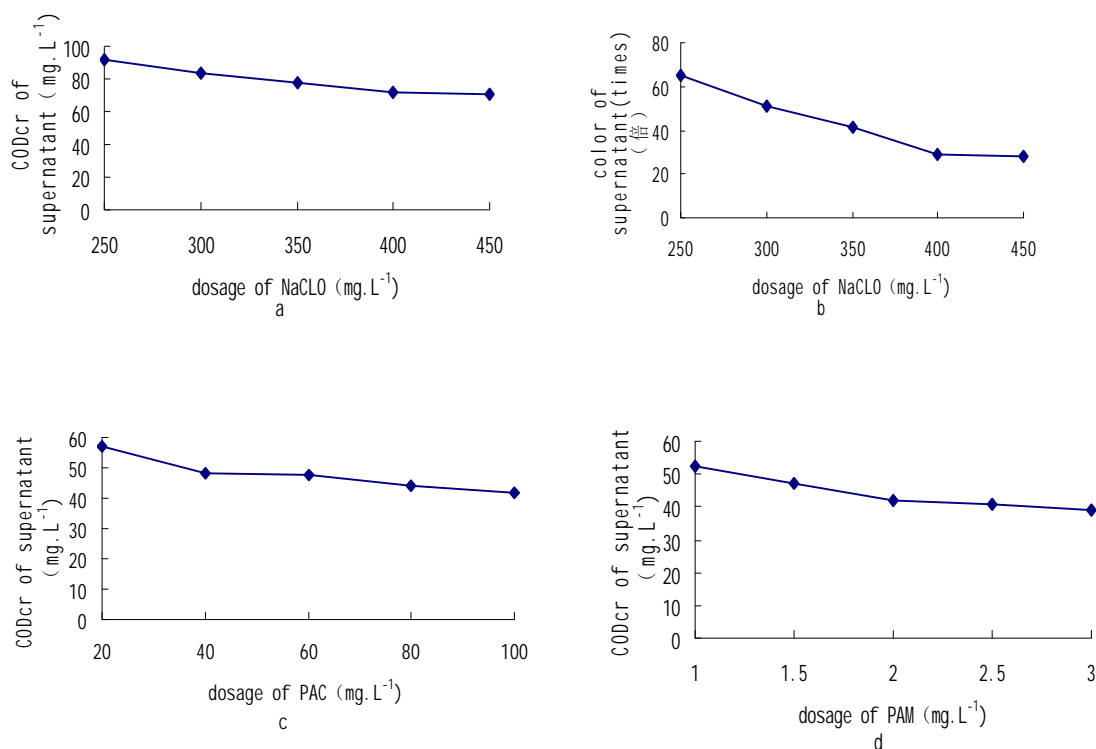 CODcr of
supernatant (mg.L-1)
100
80
60
40
20
0
250 300 350 400 450
dosage of NaCLO (mg.L-1)
a
color of
supernatant(times)
(倍)
80
60
40
20
0
250 300 350 400 450
dosage of NaCLO (mg.L-1)
b
CODcr of supernatant
(mg.L-1)
60
50
40
30
20
10
0
20 40 60 80 100
dosage of PAC (mg.L-1)
c
CODcr of supernatant
(mg.L-1)
60
50
40
30
20
10
0
1 1.5 2 2.5 3
dosage of PAM (mg.L-1)
d